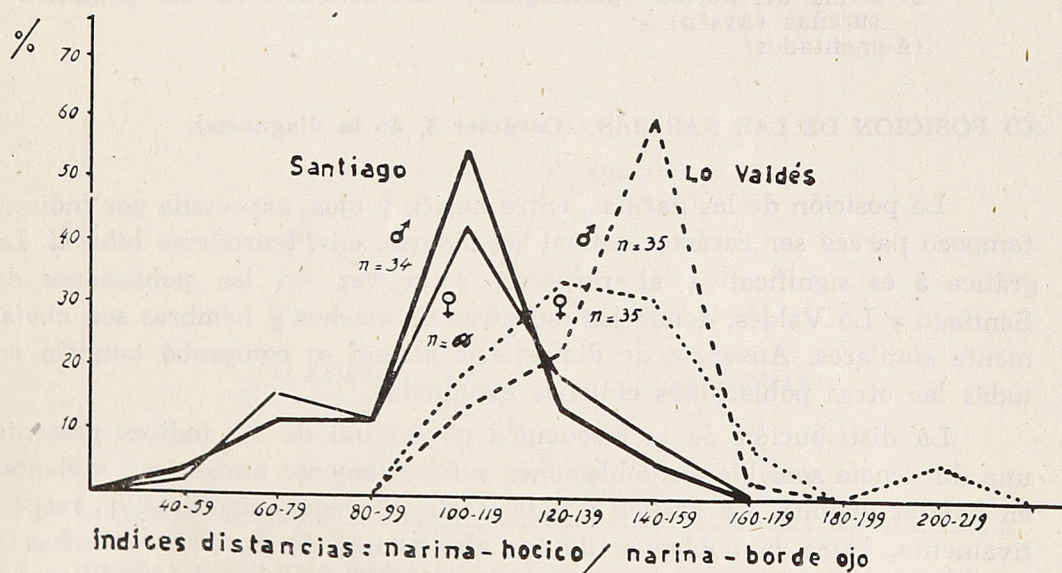 %
70
60
50
40
30
20
10
Santiago
♂
n=34
♀
n=
Lo Valdés
♂
n=35
♀
n=35
40-59 60-79 80-99 100-119 120-139 140-159 160-179 180-199 200-219
índices distancias: narina-hocico / narina-borde ojo